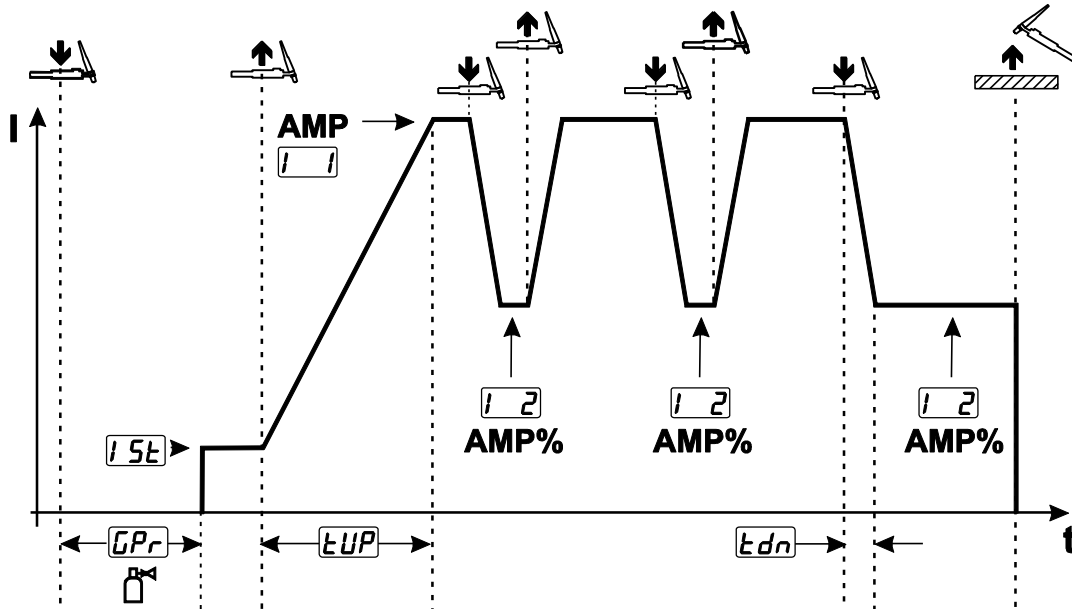 I
AMP
I 1
I 2
AMP%
I 2
AMP%
I 2
AMP%
I St
GPr
tUP
tdn
t